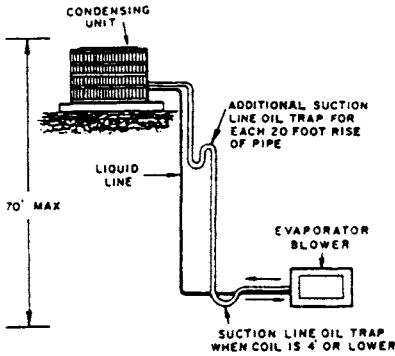 CONDENSING
UNIT
ADDITIONAL SUCTION
LINE OIL TRAP FOR
EACH 20 FOOT RISE
OF PIPE
LIQUID
LINE
70' MAX
EVAPORATOR
BLOWER
SUCTION LINE OIL TRAP
WHEN COIL IS 4' OR LOWER